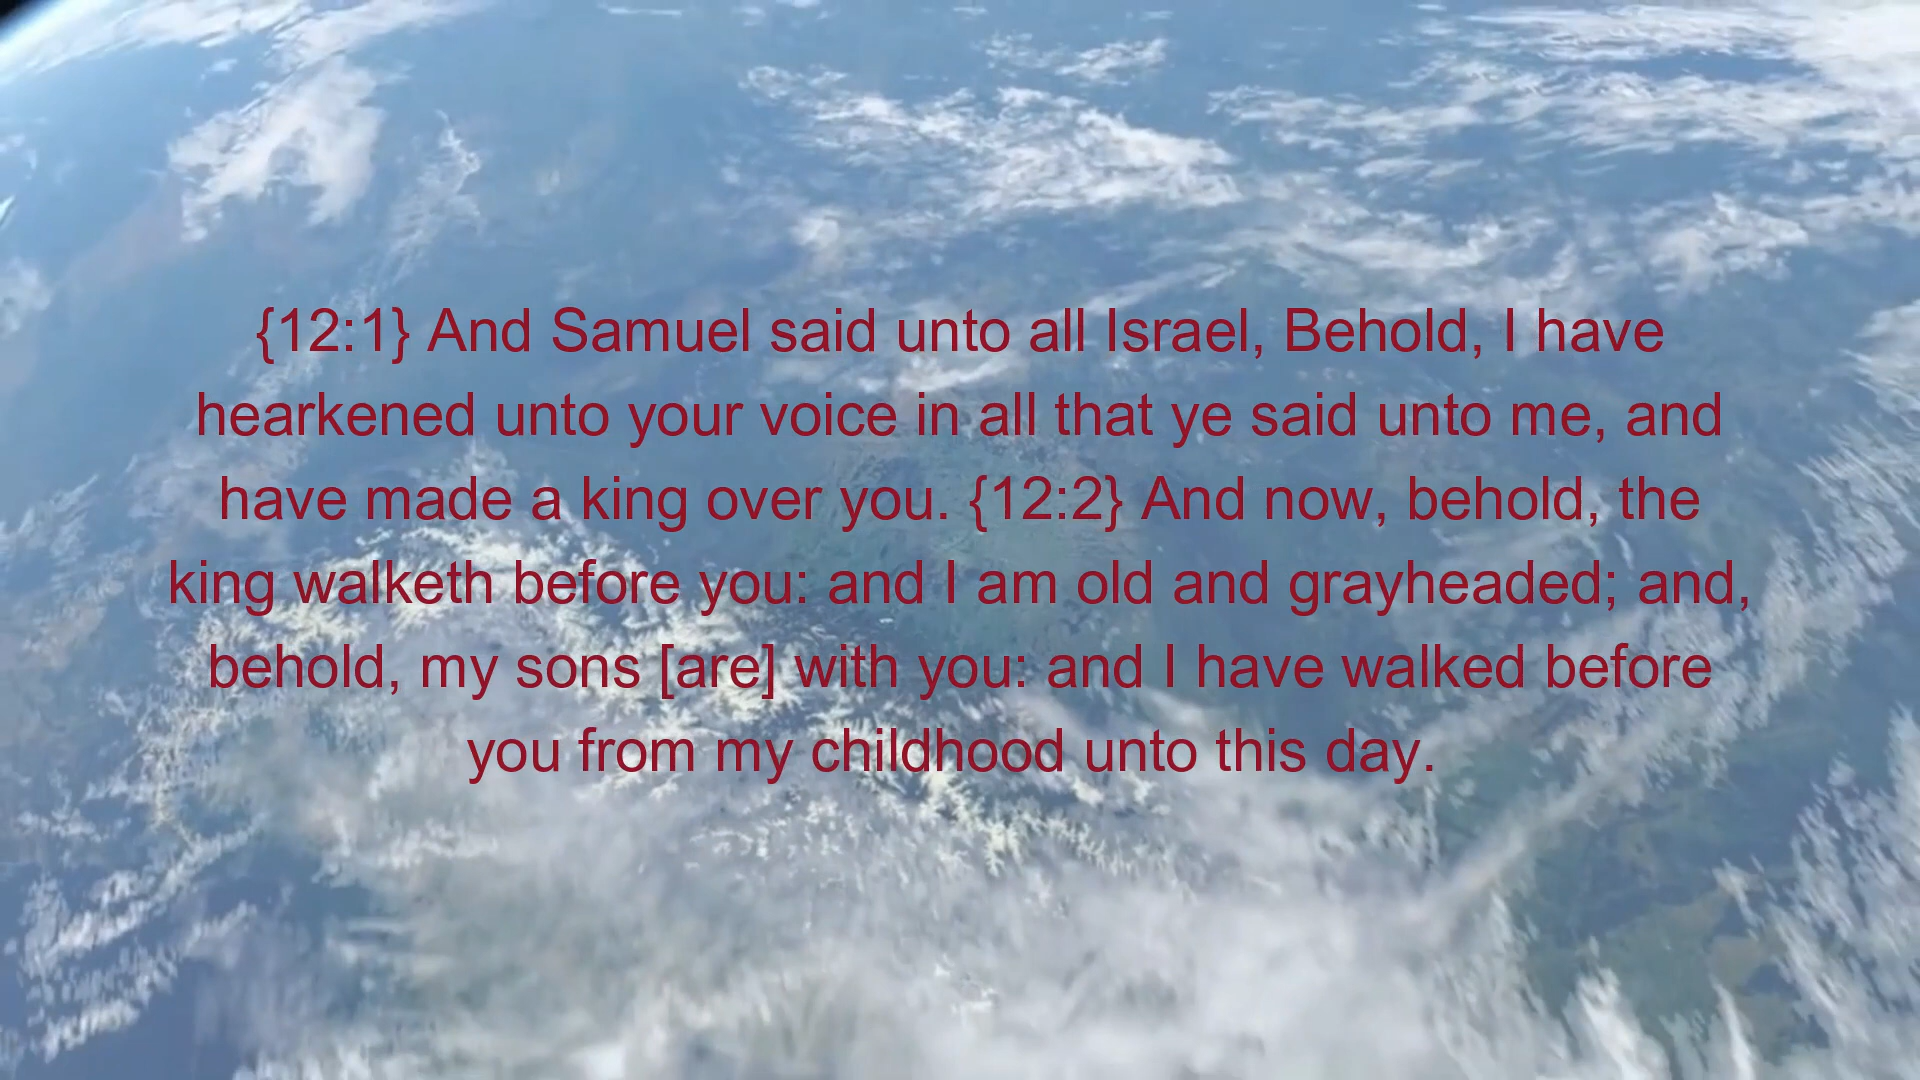 {12:1} And Samuel said unto all Israel, Behold, I have
hearkened unto your voice in all that ye said unto me, and
have made a king over you. {12:2} And now, behold, the
king walketh before you: and I am old and grayheaded; and,
behold, my sons [are] with you: and I have walked before
you from my childhood unto this day.